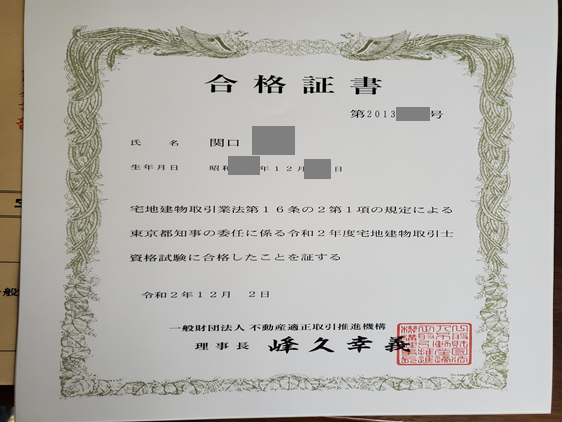 合格証書
第2013 号
氏 名 関口
生年月日 昭和 年12月 日
宅地建物取引業法第16条の2第1項の規定による
東京都知事の委任に係る令和2年度宅地建物取引士
資格試験に合格したことを証する
令和2年12月 2日
一般財団法人 不動産適正取引推進機構
理事長 峰久幸義